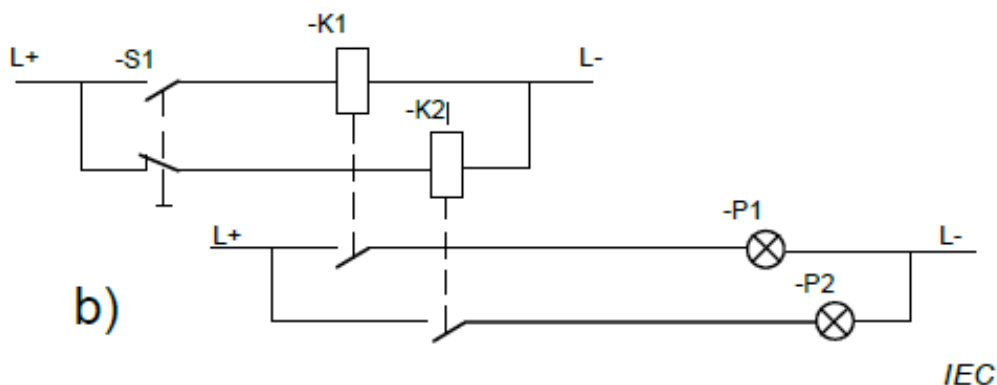 -K1
L+
-S1
L-
-K2
L+
-P1
L-
-P2
b)
IEC